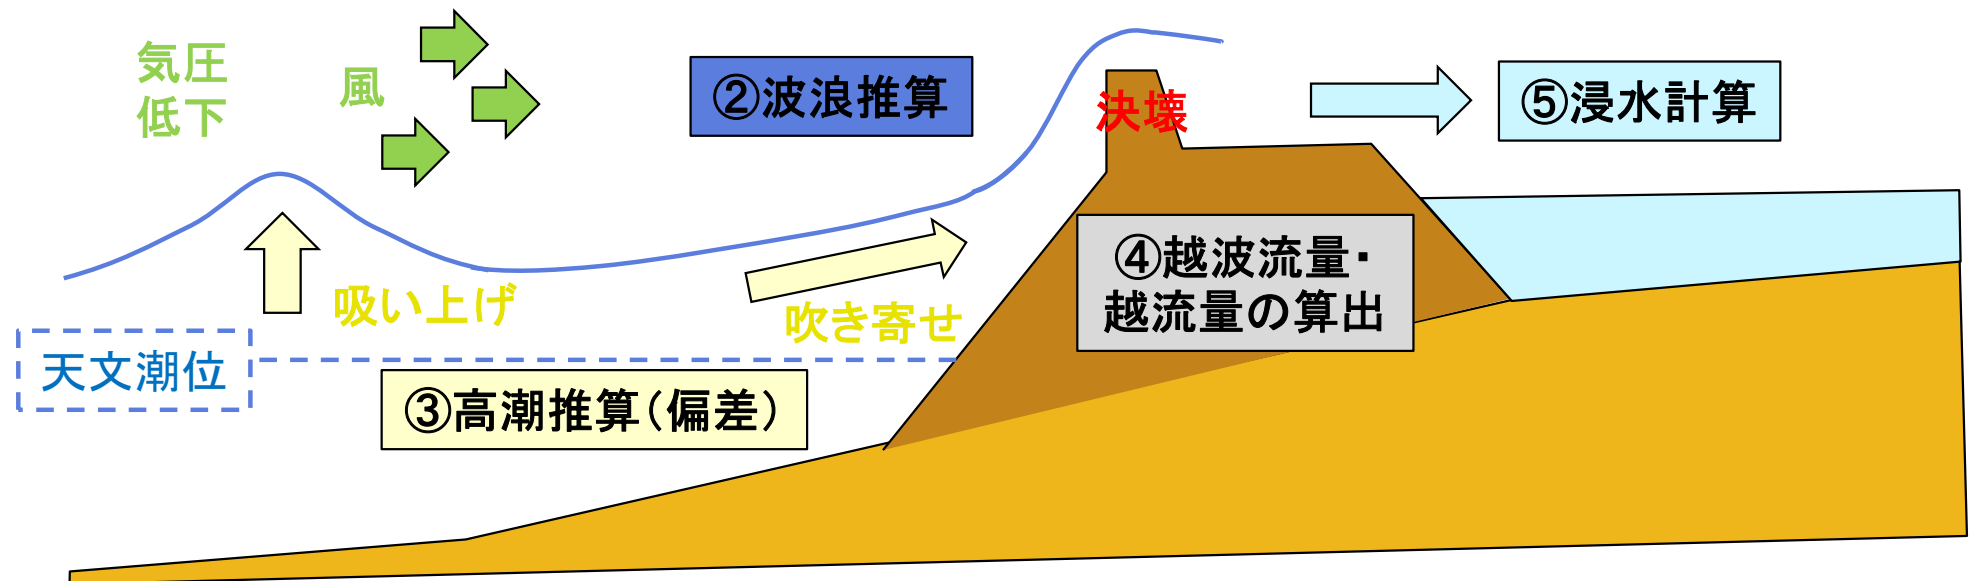 気圧
低下
風
②波浪推算
決壊
⑤浸水計算
吸い上げ
吹き寄せ
④越波流量・
越流量の算出
天文潮位
③高潮推算（偏差）